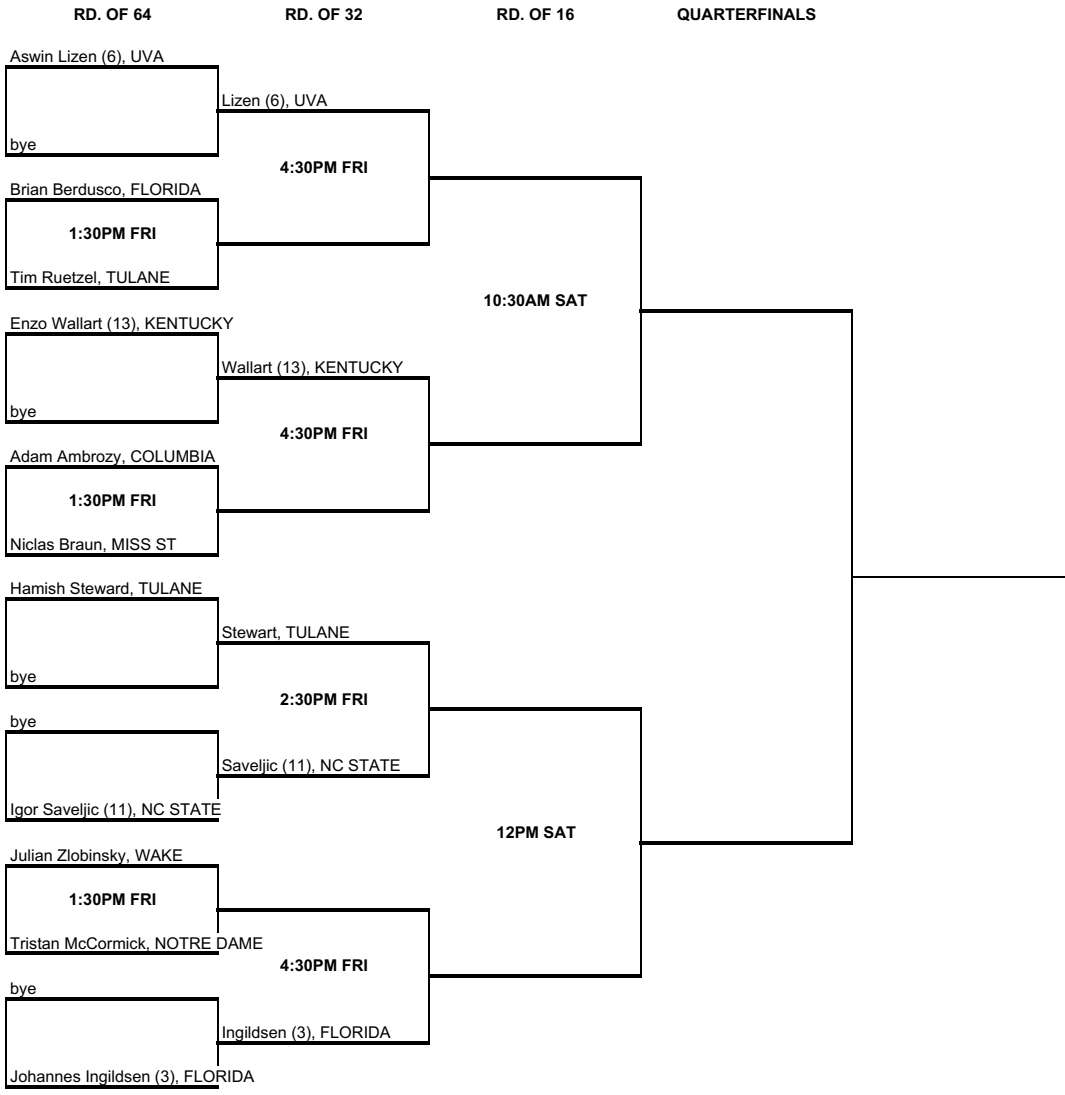 RD. OF 64 RD. OF 32 RD. OF 16 QUARTERFINALS
Aswin Lizen (6), UVA
Lizen (6), UVA
bye
4:30PM FRI
Brian Berdusco, FLORIDA
1:30PM FRI
Tim Ruetzel, TULANE
10:30AM SAT
Enzo Wallart (13), KENTUCKY
Wallart (13), KENTUCKY
bye
4:30PM FRI
Adam Ambrozy, COLUMBIA
1:30PM FRI
Niclas Braun, MISS ST
Hamish Steward, TULANE
Stewart, TULANE
bye
2:30PM FRI
bye
Saveljic (11), NC STATE
Igor Saveljic (11), NC STATE
12PM SAT
Julian Zlobinsky, WAKE
1:30PM FRI
Tristan McCormick, NOTRE DAME
4:30PM FRI
bye
Ingildsen (3), FLORIDA
Johannes Ingildsen (3), FLORIDA